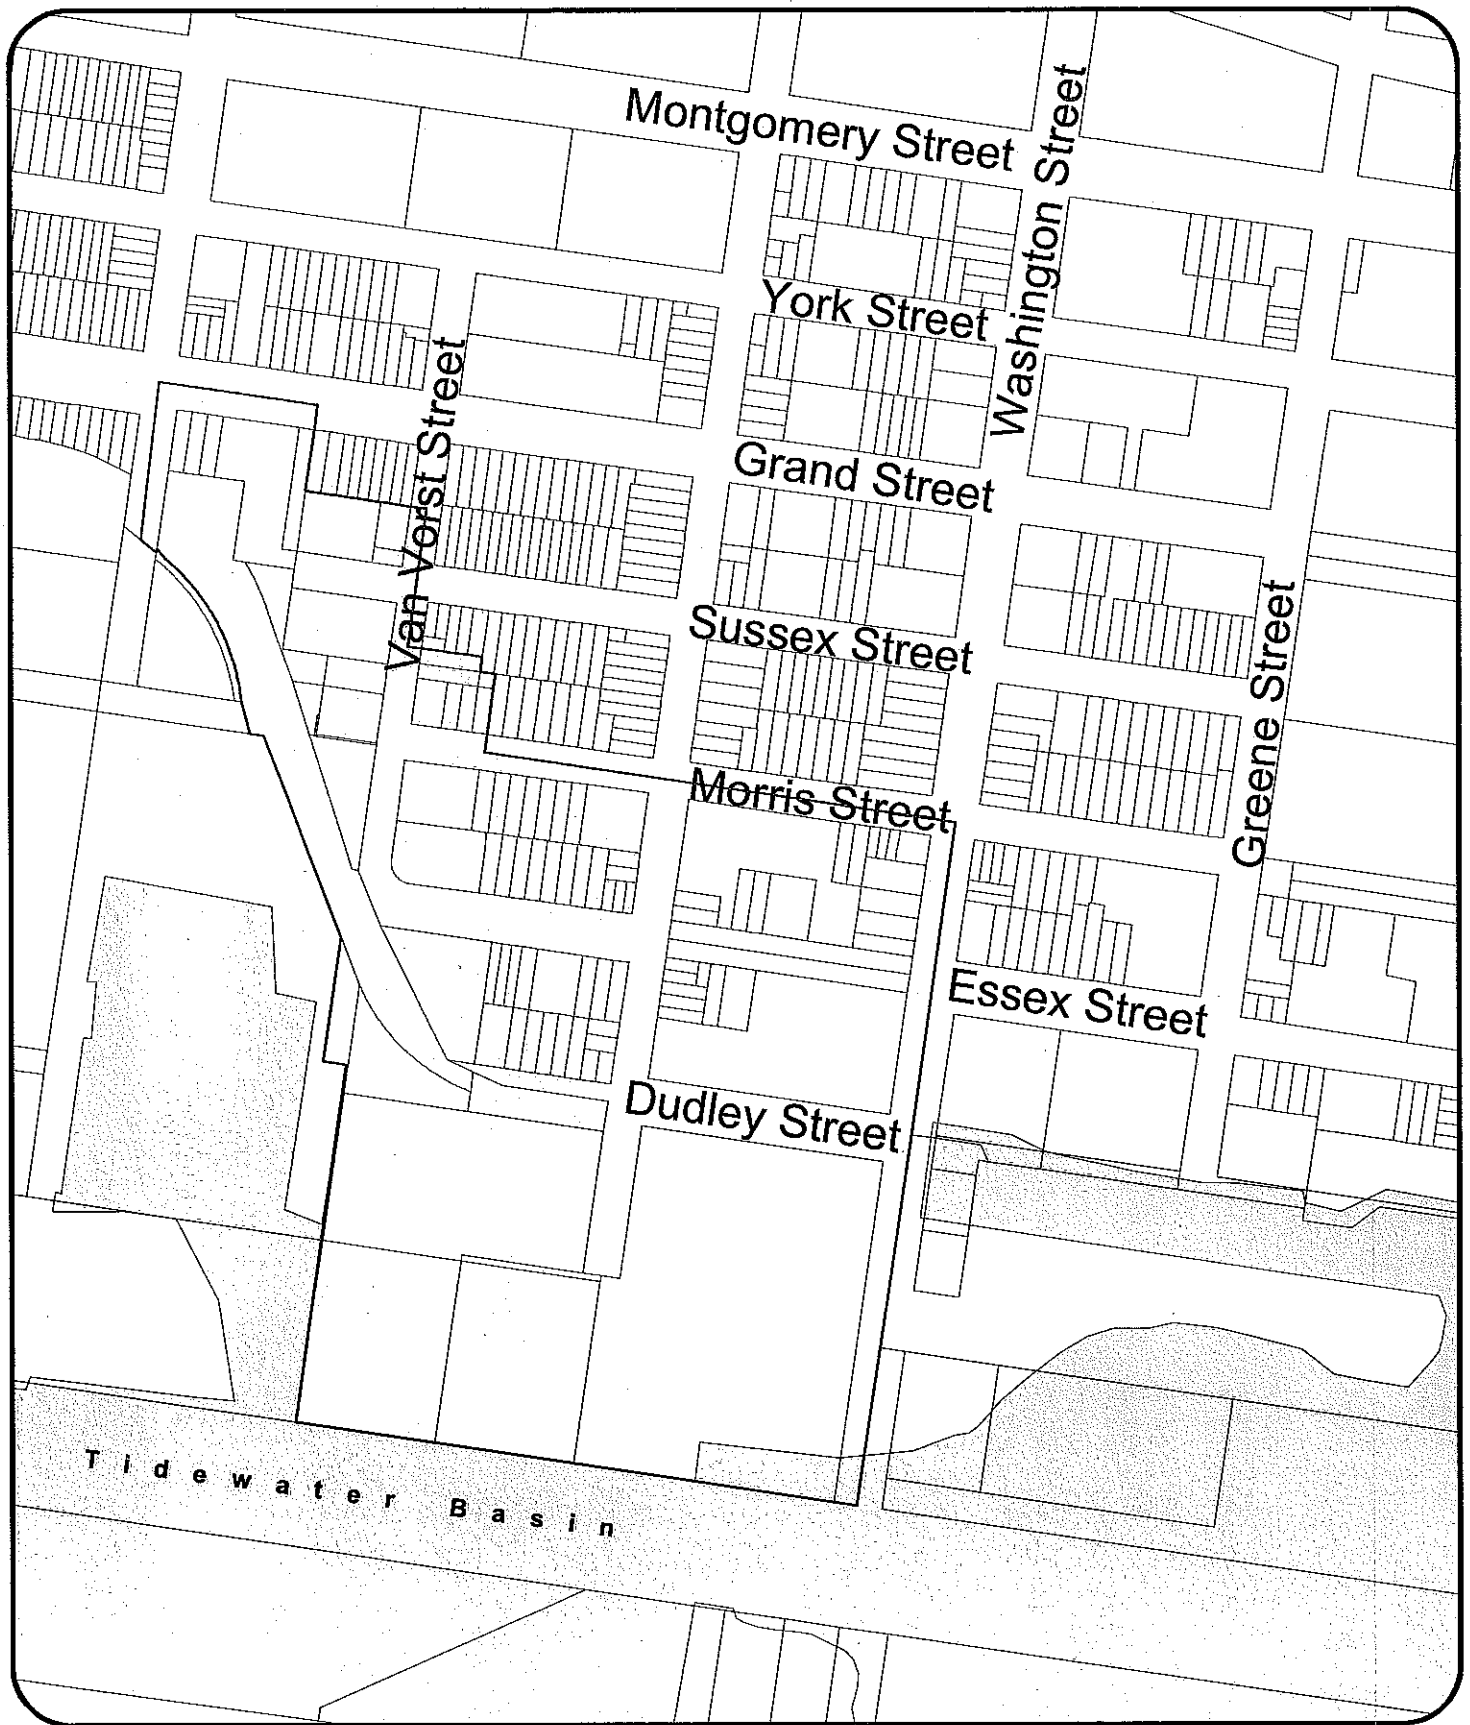 Montgomery Street
Washington Street
York Street
Van Vorst Street
Grand Street
Sussex Street
Greene Street
Morris Street
Essex Street
Dudley Street
Tidewater Basin